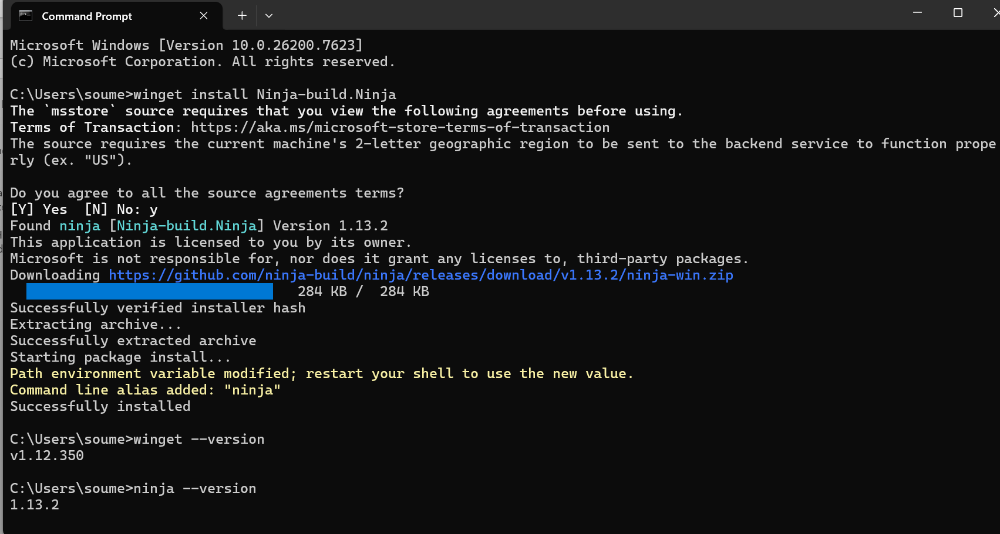 Command Prompt
Microsoft Windows [Version 10.0.26200.7623]
(c) Microsoft Corporation. All rights reserved.
C:\Users\soume>winget install Ninja-build.Ninja
The `msstore` source requires that you view the following agreements before using.
Terms of Transaction: https://aka.ms/microsoft-store-terms-of-transaction
The source requires the current machine's 2-letter geographic region to be sent to the backend service to function prope
rly (ex. "US").
Do you agree to all the source agreements terms?
[Y] Yes  [N] No: y
Found ninja [Ninja-build.Ninja] Version 1.13.2
This application is licensed to you by its owner.
Microsoft is not responsible for, nor does it grant any licenses to, third-party packages.
Downloading https://github.com/ninja-build/ninja/releases/download/v1.13.2/ninja-win.zip
284 KB /  284 KB
Successfully verified installer hash
Extracting archive...
Successfully extracted archive
Starting package install...
Path environment variable modified; restart your shell to use the new value.
Command line alias added: "ninja"
Successfully installed
C:\Users\soume>winget --version
v1.12.350
C:\Users\soume>ninja --version
1.13.2